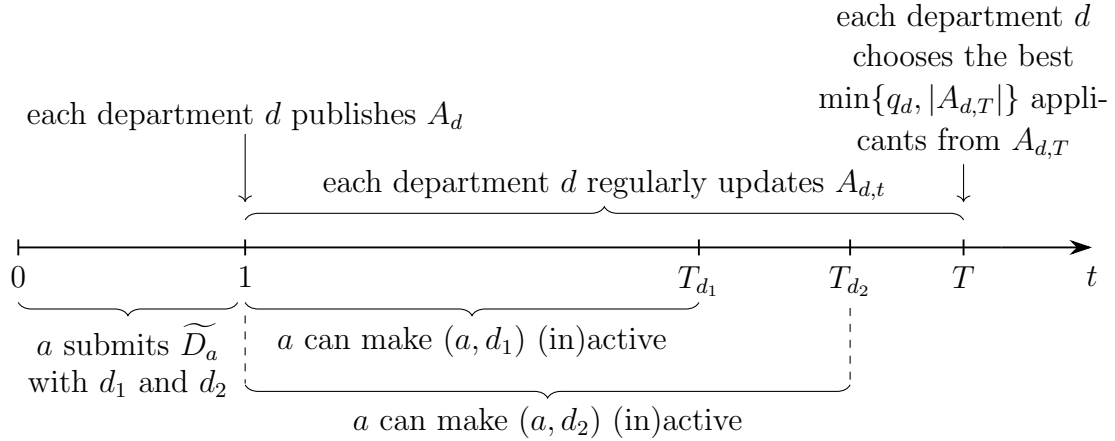 each department $d$
chooses the best
$\min\{q_d, |A_{d,T}|\}$ appli-
cants from $A_{d,T}$
each department $d$ publishes $A_d$
each department $d$ regularly updates $A_{d,t}$
0
1
$T_{d_1}$
$T_{d_2}$
$T$
$t$
$a$ submits $\widetilde{D_a}$
with $d_1$ and $d_2$
$a$ can make $(a, d_1)$ (in)active
$a$ can make $(a, d_2)$ (in)active